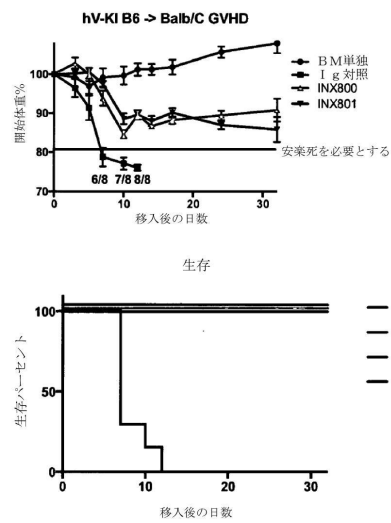 hV-KI B6 -> Balb/C GVHD
開始体重%
100
90
80
70
0
10
20
30
6/8
7/8
8/8
移入後の日数
BM単独
Ig対照
INX800
INX801
安楽死を必要とする
生存
生存パーセント
100
50
0
0
10
20
30
移入後の日数